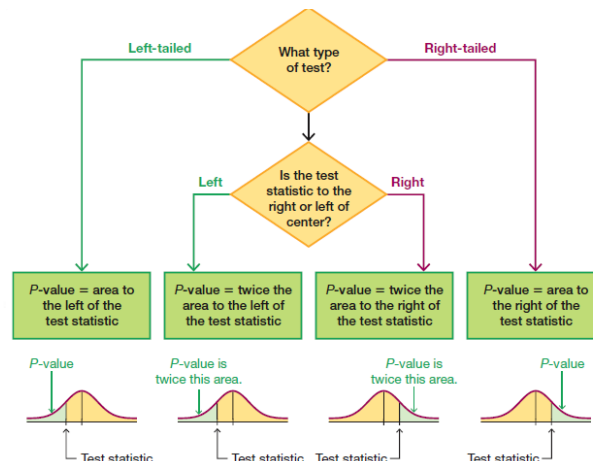 What type
of test?
Left-tailed
Right-tailed
Is the test
statistic to the
right or left of
center?
Left
Right
P-value = area to
the left of the
test statistic
P-value = twice the
area to the left of
the test statistic
P-value = twice the
area to the right of
the test statistic
P-value = area to
the right of the
test statistic
P-value
P-value is
twice this area.
P-value is
twice this area.
P-value
Test statistic
Test statistic
Test statistic
Test statistic